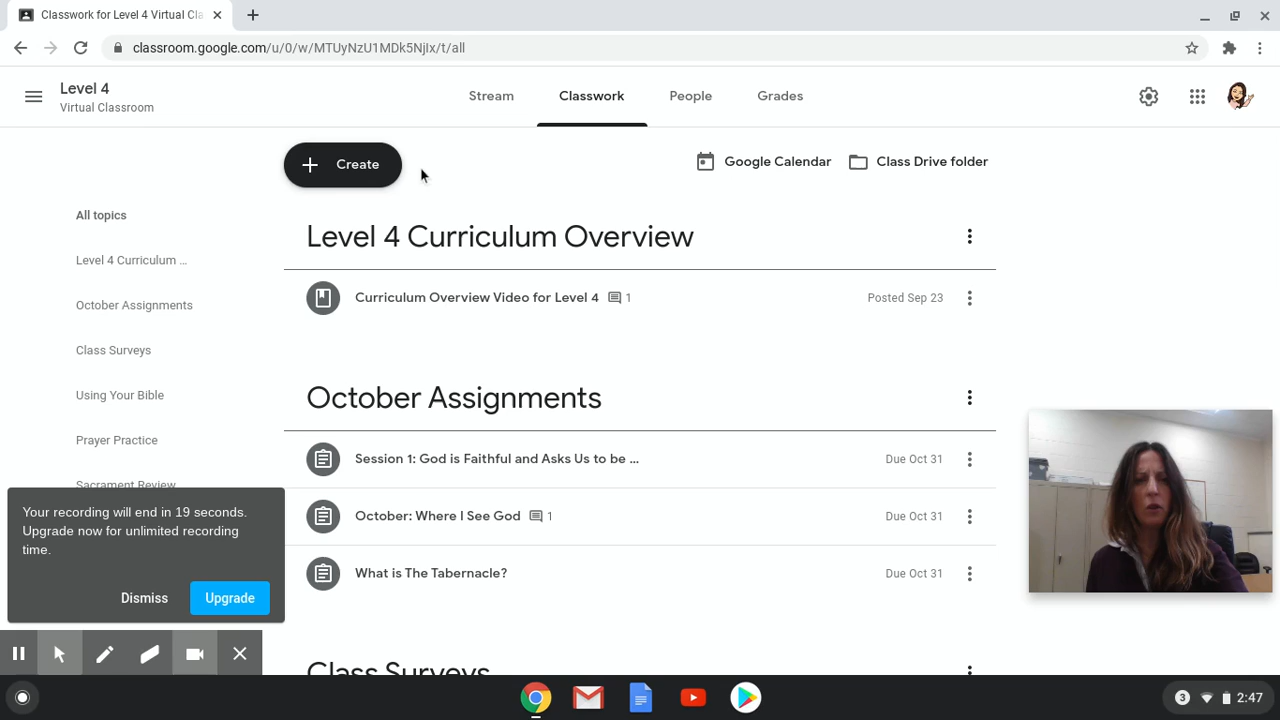 Classwork for Level 4 Virtual Cla
classroom.google.com/u/0/w/MTUyNzU1MDk5NjIx/t/all
Level 4
Virtual Classroom
Stream
Classwork
People
Grades
Create
Google Calendar
Class Drive folder
All topics
Level 4 Curriculum ...
October Assignments
Class Surveys
Using Your Bible
Prayer Practice
Sacrament Review
Level 4 Curriculum Overview
Curriculum Overview Video for Level 4
1
Posted Sep 23
October Assignments
Session 1: God is Faithful and Asks Us to be ...
Due Oct 31
October: Where I See God
1
Due Oct 31
What is The Tabernacle?
Due Oct 31
Class Surveys
Your recording will end in 19 seconds.
Upgrade now for unlimited recording
time.
Dismiss
Upgrade
3
2:47